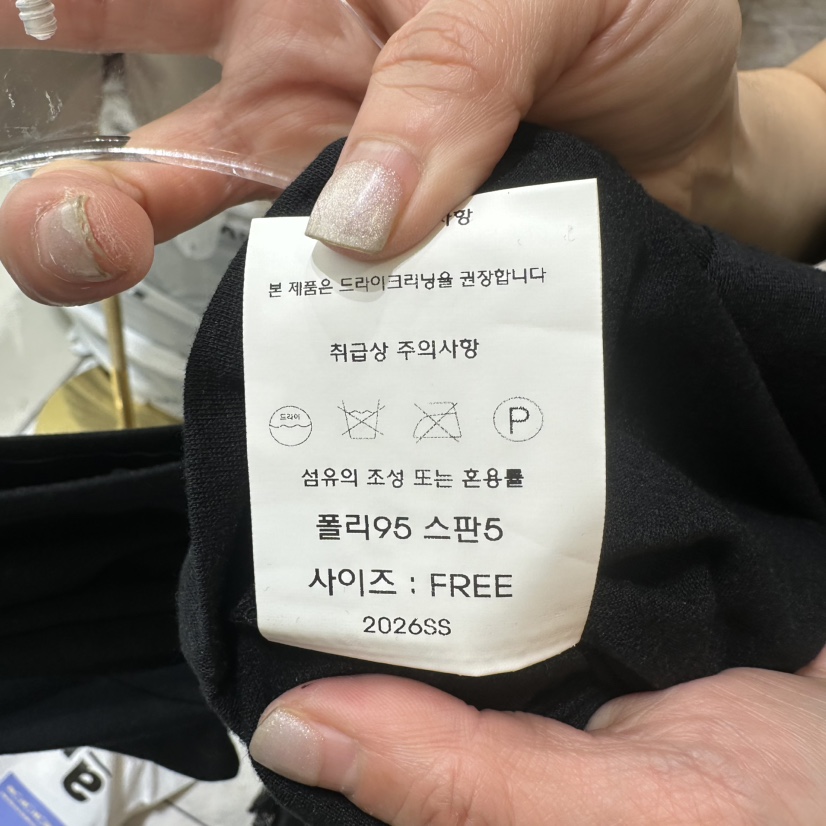 사항
본 제품은 드라이크리닝을 권장합니다
취급상 주의사항
드라이
P
섬유의 조성 또는 혼용률
폴리95 스판5
사이즈 : FREE
2026SS
a